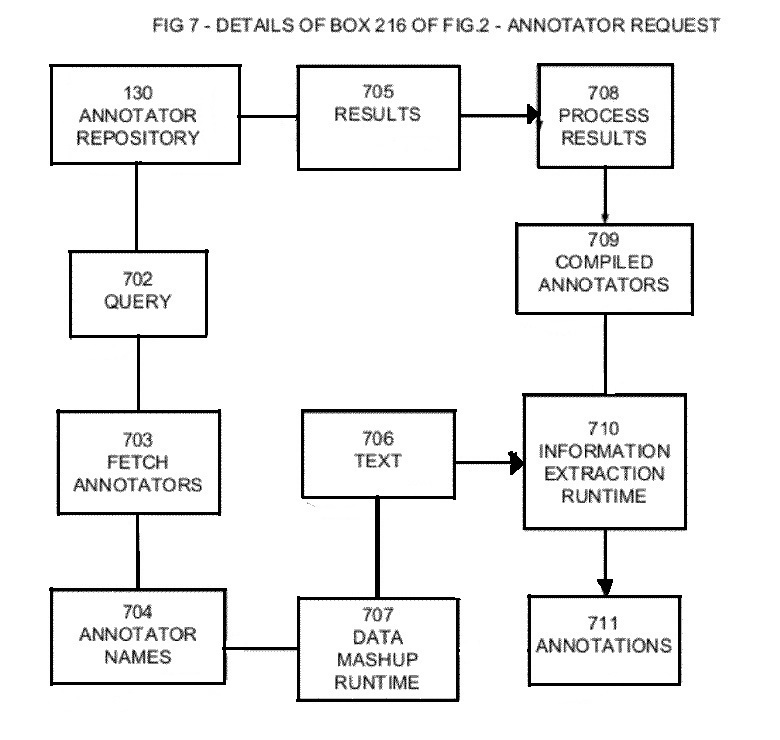 FIG 7 - DETAILS OF BOX 216 OF FIG.2 - ANNOTATOR REQUEST
130
ANNOTATOR
REPOSITORY
705
RESULTS
708
PROCESS
RESULTS
702
QUERY
709
COMPILED
ANNOTATORS
703
FETCH
ANNOTATORS
706
TEXT
710
INFORMATION
EXTRACTION
RUNTIME
704
ANNOTATOR
NAMES
707
DATA
MASHUP
RUNTIME
711
ANNOTATIONS